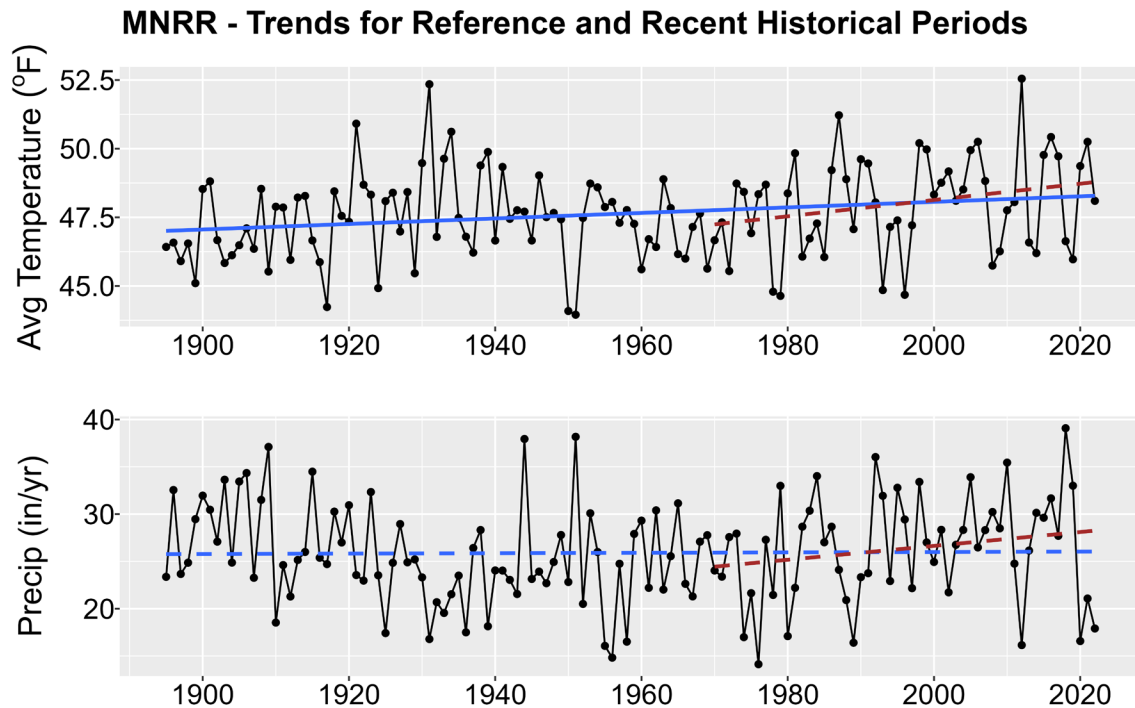 MNRR - Trends for Reference and Recent Historical Periods
Avg Temperature (°F)
52.5
50.0
47.5
45.0
1900 1920 1940 1960 1980 2000 2020
Precip (in/yr)
40
30
20
1900 1920 1940 1960 1980 2000 2020